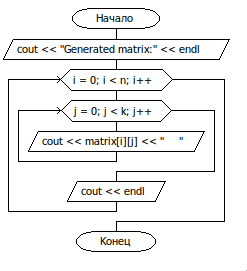 Начало
cout << "Generated matrix:" << endl
i = 0; i < n; i++
j = 0; j < k; j++
cout << matrix[i][j] << "    "
cout << endl
Конец